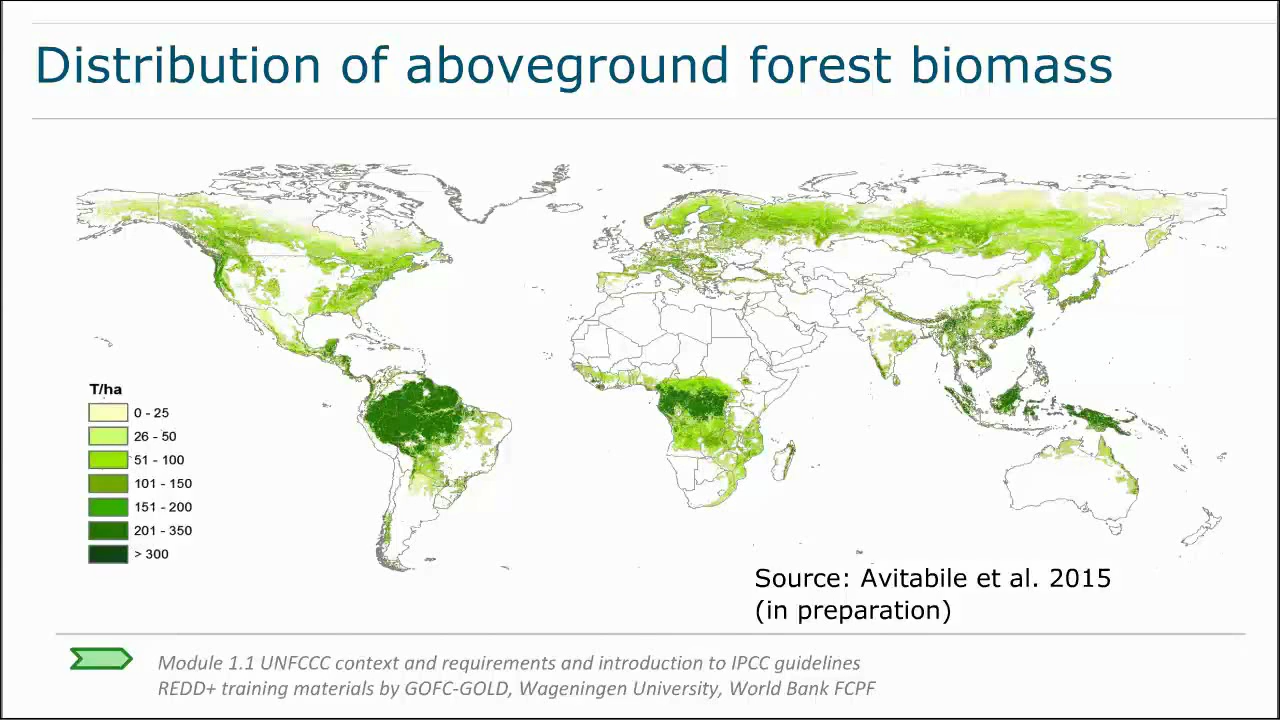 Distribution of aboveground forest biomass
T/ha
0 - 25
26 - 50
51 - 100
101 - 150
151 - 200
201 - 350
> 300
Source: Avitabile et al. 2015
(in preparation)
Module 1.1 UNFCCC context and requirements and introduction to IPCC guidelines
REDD+ training materials by GOFC-GOLD, Wageningen University, World Bank FCPF